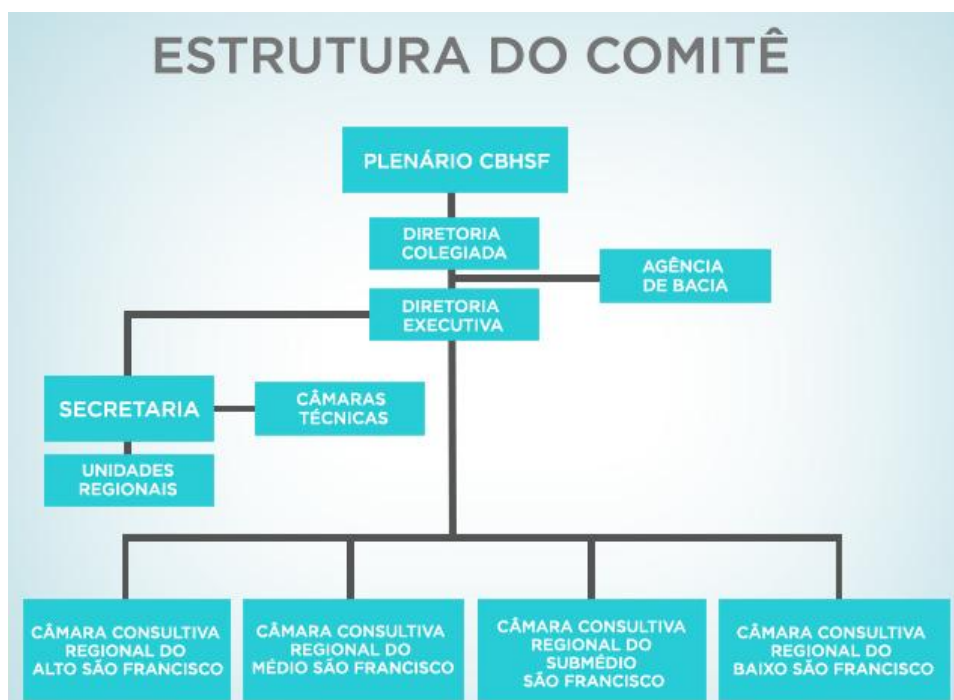 ESTRUTURA DO COMITÊ
PLENÁRIO CBHSF
DIRETORIA
COLEGIADA
AGÊNCIA
DE BACIA
DIRETORIA
EXECUTIVA
SECRETARIA
CÂMARAS
TÉCNICAS
UNIDADES
REGIONAIS
CÂMARA CONSULTIVA
REGIONAL DO
ALTO SÃO FRANCISCO
CÂMARA CONSULTIVA
REGIONAL DO
MÉDIO SÃO FRANCISCO
CÂMARA CONSULTIVA
REGIONAL DO
SUBMÉDIO
SÃO FRANCISCO
CÂMARA CONSULTIVA
REGIONAL DO
BAIXO SÃO FRANCISCO